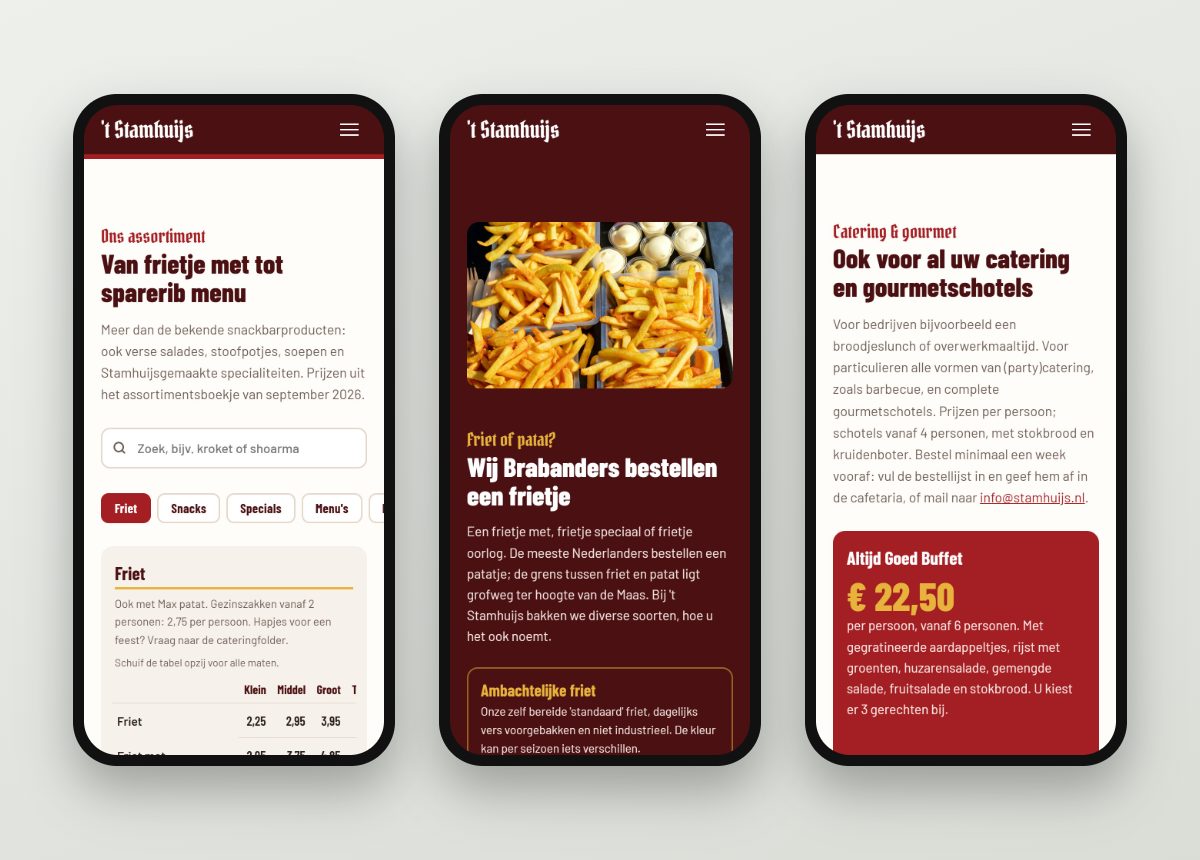 't Stamhuijs
Ons assortiment
Van frietje met tot
sparerib menu
Meer dan de bekende snackbarproducten:
ook verse salades, stoofpotjes, soepen en
Stamhuijsgemaakte specialiteiten. Prijzen uit
het assortimentsboekje van september 2026.
Zoek, bijv. kroket of shoarma
Friet Snacks Specials Menu's
Friet
Ook met Max patat. Gezinszakken vanaf 2
personen: 2,75 per persoon. Hapjes voor een
feest? Vraag naar de cateringfolder.
Schuif de tabel opzij voor alle maten.
Klein Middel Groot T
Friet 2,25 2,95 3,95
't Stamhuijs
Friet of patat?
Wij Brabanders bestellen
een frietje
Een frietje met, frietje speciaal of frietje
oorlog. De meeste Nederlanders bestellen een
patatje; de grens tussen friet en patat ligt
grofweg ter hoogte van de Maas. Bij 't
Stamhuijs bakken we diverse soorten, hoe u
het ook noemt.
Ambachtelijke friet
Onze zelf bereide 'standaard' friet, dagelijks
vers voorgebakken en niet industrieel. De kleur
kan per seizoen iets verschillen.
't Stamhuijs
Catering & gourmet
Ook voor al uw catering
en gourmetschotels
Voor bedrijven bijvoorbeeld een
broodjeslunch of overwerkmaaltijd. Voor
particulieren alle vormen van (party)catering,
zoals barbecue, en complete
gourmetschotels. Prijzen per persoon;
schotels vanaf 4 personen, met stokbrood en
kruidenboter. Bestel minimaal een week
vooraf: vul de bestellijst in en geef hem af in
de cafetaria, of mail naar info@stamhuijs.nl.
Altijd Goed Buffet
€ 22,50
per persoon, vanaf 6 personen. Met
gegratineerde aardappeltjes, rijst met
groenten, huzarensalade, gemengde
salade, fruitsalade en stokbrood. U kiest
er 3 gerechten bij.